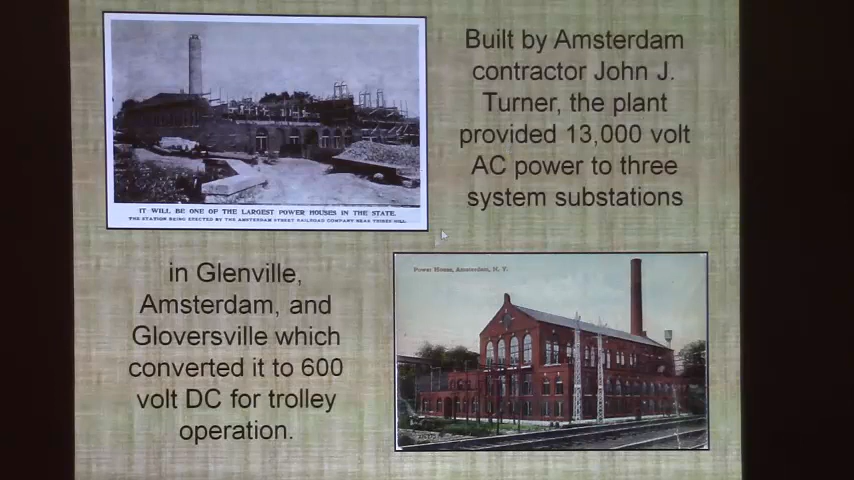 Built by Amsterdam
contractor John J.
Turner, the plant
provided 13,000 volt
AC power to three
system substations
IT WILL BE ONE OF THE LARGEST POWER HOUSES IN THE STATE.
THE STATION BEING ERECTED BY THE AMSTERDAM STREET RAILROAD COMPANY NEAR TRIBES HILL.
in Glenville,
Amsterdam, and
Gloversville which
converted it to 600
volt DC for trolley
operation.
Power House, Amsterdam, N. Y.